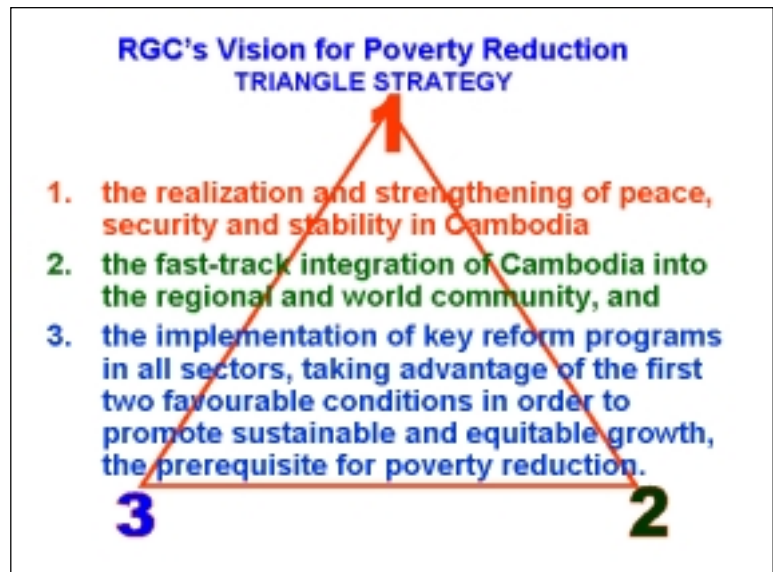 RGC's Vision for Poverty Reduction
TRIANGLE STRATEGY
1
1. the realization and strengthening of peace,
security and stability in Cambodia
2. the fast-track integration of Cambodia into
the regional and world community, and
3. the implementation of key reform programs
in all sectors, taking advantage of the first
two favourable conditions in order to
promote sustainable and equitable growth,
the prerequisite for poverty reduction.
3 2